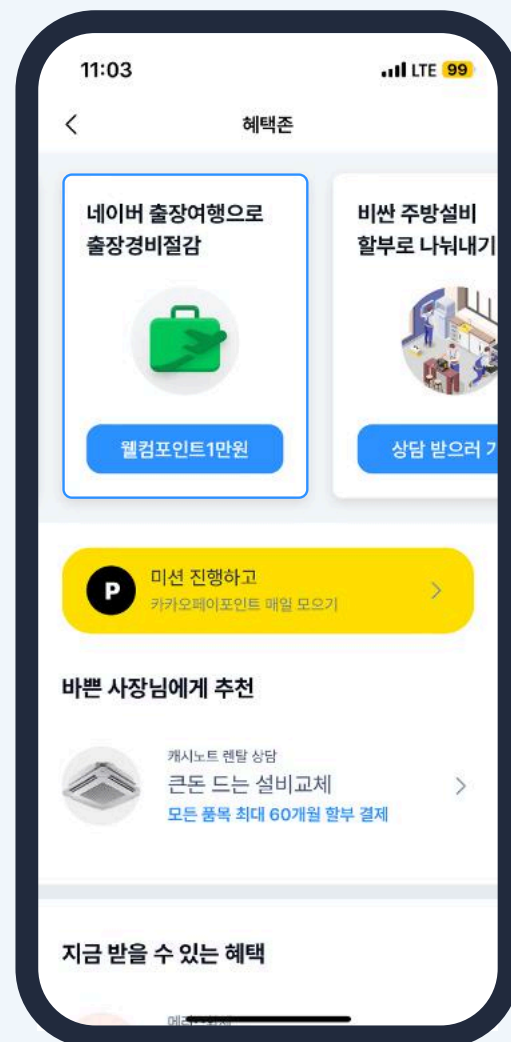 11:03
LTE 99
혜택존
네이버 출장여행으로
출장경비절감
웰컴포인트1만원
비싼 주방설비
할부로 나눠내기
상담 받으러
P
미션 진행하고
카카오페이포인트 매일 모으기
바쁜 사장님에게 추천
캐시노트 렌탈 상담
큰돈 드는 설비교체
모든 품목 최대 60개월 할부 결제
지금 받을 수 있는 혜택